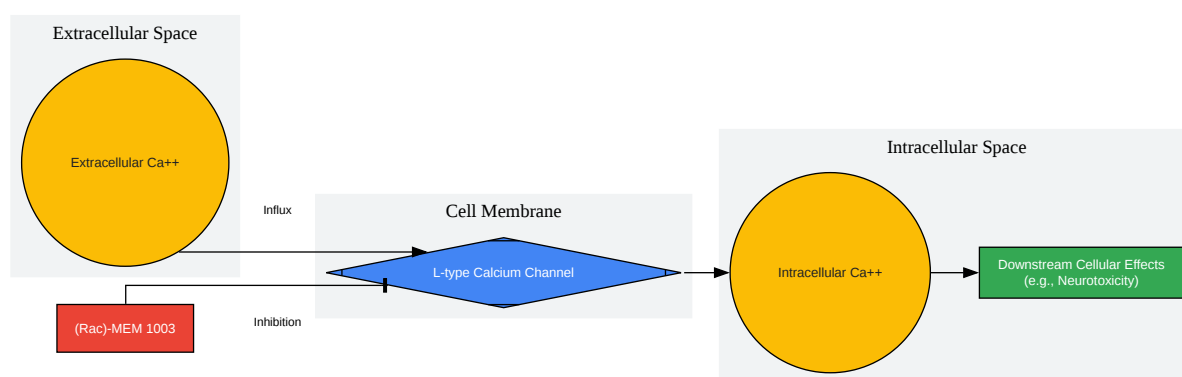 Extracellular Space
Extracellular Ca++
Influx
Cell Membrane
L-type Calcium Channel
(Rac)-MEM 1003
Inhibition
Intracellular Space
Intracellular Ca++
Downstream Cellular Effects
(e.g., Neurotoxicity)